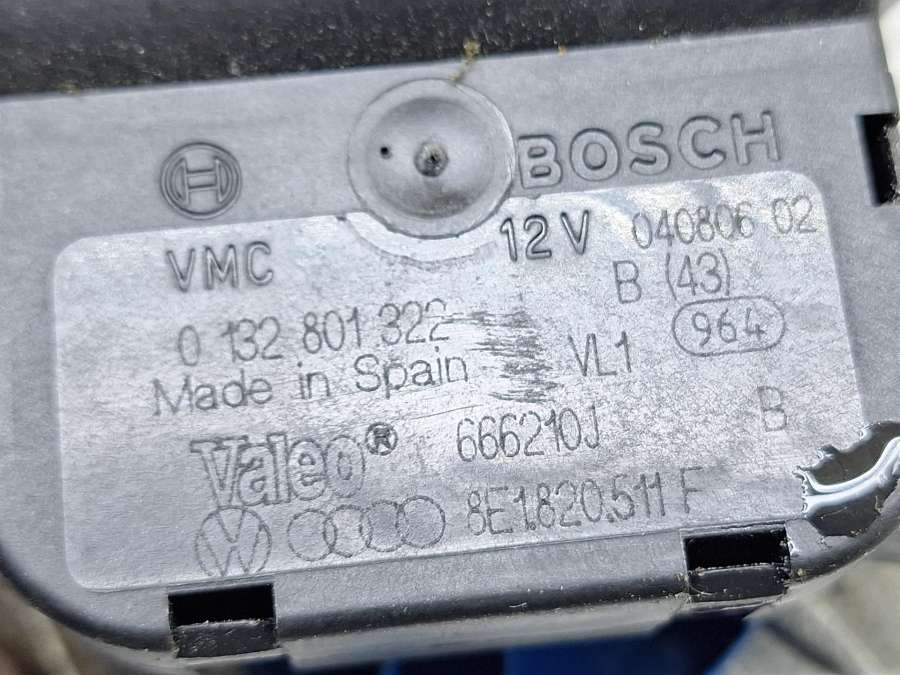 BOSCH
VMC 12V 040806 02
B (43)
0 132 801 322 VL1 964
Made in Spain
Valeo® 666210J B
8E1.820.511 F